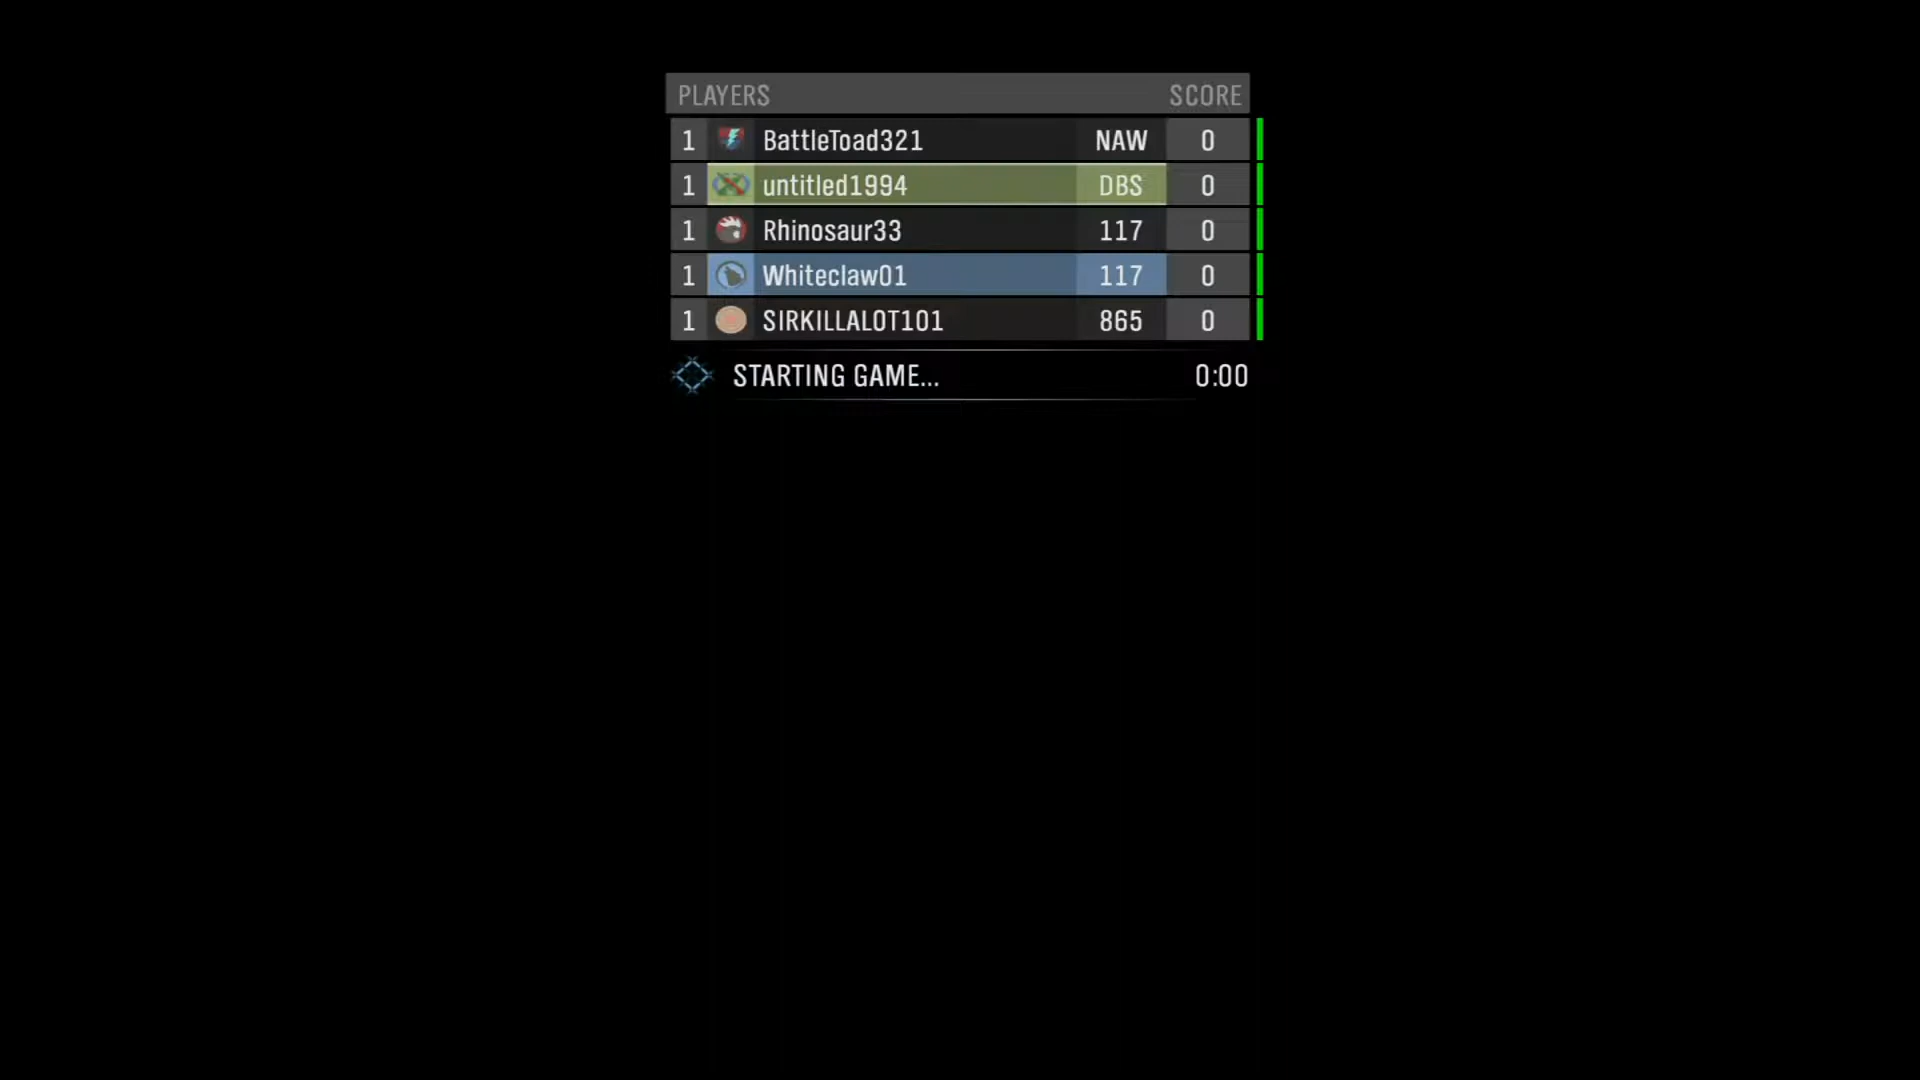 PLAYERS SCORE
1 BattleToad321 NAW 0
1 untitled1994 DBS 0
1 Rhinosaur33 117 0
1 Whiteclaw01 117 0
1 SIRKILLALOT101 865 0
STARTING GAME... 0:00